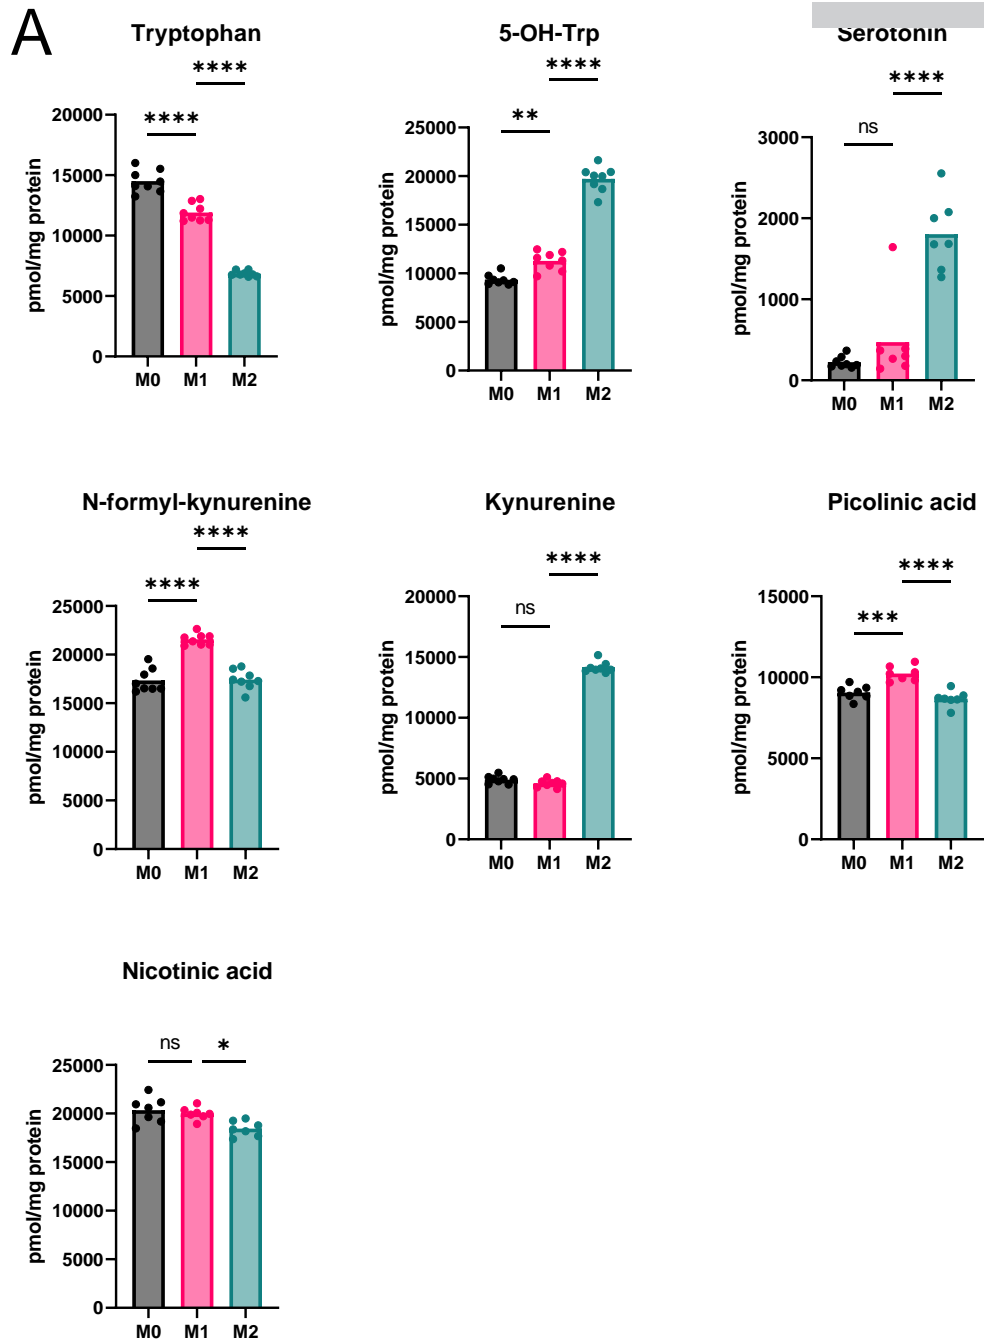 A
Tryptophan
****
****
pmol/mg protein
20000
15000
10000
5000
0
M0 M1 M2
5-OH-Trp
****
**
pmol/mg protein
25000
20000
15000
10000
5000
0
M0 M1 M2
Serotonin
****
ns
pmol/mg protein
3000
2000
1000
0
M0 M1 M2
N-formyl-kynurenine
****
****
pmol/mg protein
25000
20000
15000
10000
5000
0
M0 M1 M2
Kynurenine
****
ns
pmol/mg protein
20000
15000
10000
5000
0
M0 M1 M2
Picolinic acid
****
***
pmol/mg protein
15000
10000
5000
0
M0 M1 M2
Nicotinic acid
ns *
pmol/mg protein
25000
20000
15000
10000
5000
0
M0 M1 M2